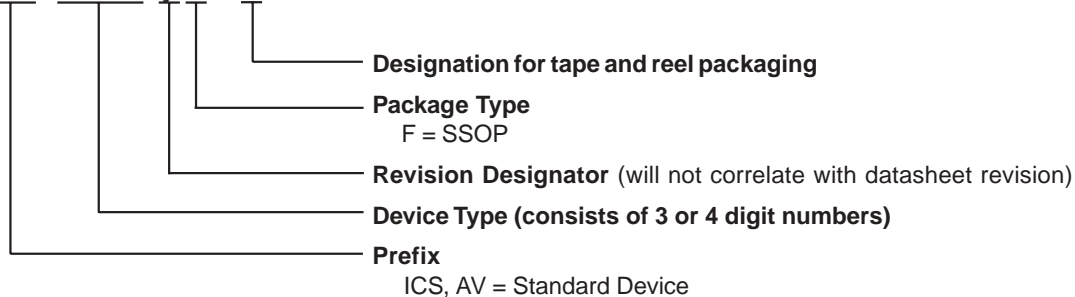 Designation for tape and reel packaging
Package Type
F = SSOP
Revision Designator (will not correlate with datasheet revision)
Device Type (consists of 3 or 4 digit numbers)
Prefix
ICS, AV = Standard Device